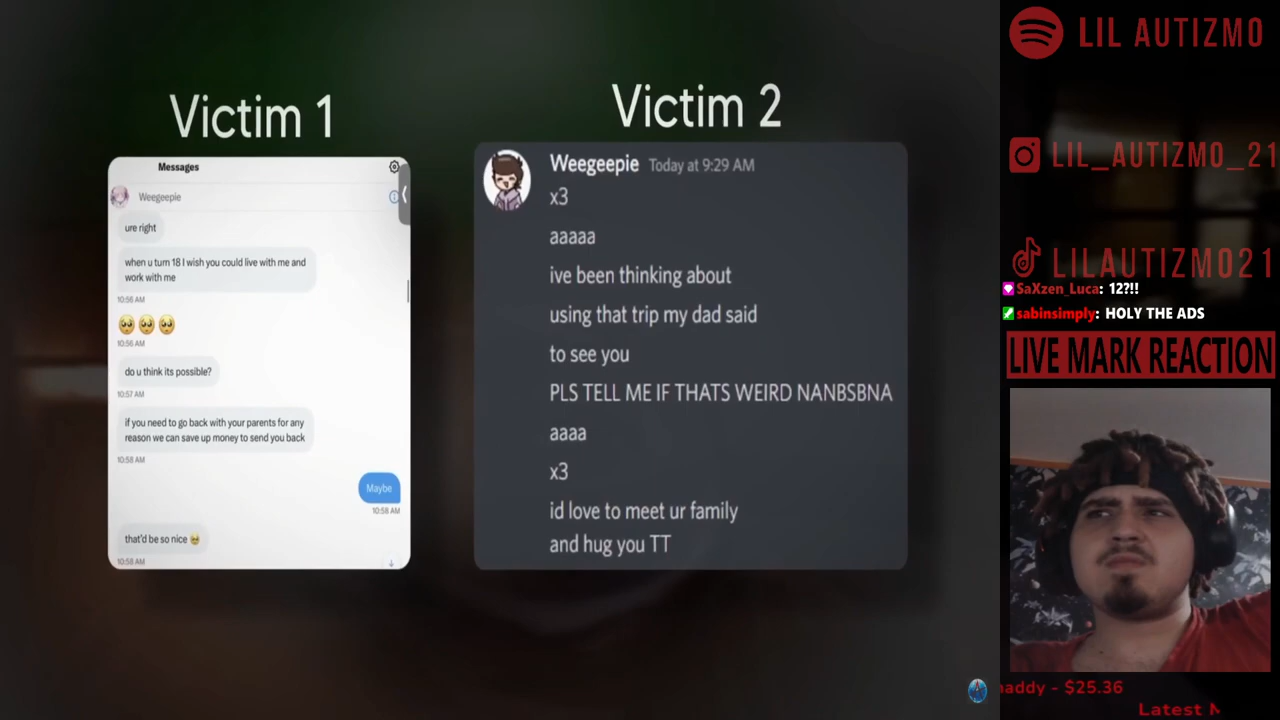 Victim 1
Messages
Weegeepie
ure right
when u turn 18 I wish you could live with me and
work with me
10:56 AM
🥺 🥺 🥺
10:56 AM
do u think its possible?
10:57 AM
if you need to go back with your parents for any
reason we can save up money to send you back
10:58 AM
Maybe
10:58 AM
that'd be so nice 🥹
10:58 AM
Victim 2
Weegeepie Today at 9:29 AM
x3
aaaaa
ive been thinking about
using that trip my dad said
to see you
PLS TELL ME IF THATS WEIRD NANBSBNA
aaaa
x3
id love to meet ur family
and hug you TT
LIL AUTIZMO
LIL_AUTIZMO_21
LILAUTIZMO21
SaXzen_Luca: 12?!!
sabinsimply: HOLY THE ADS
LIVE MARK REACTION
addy - $25.36
Latest